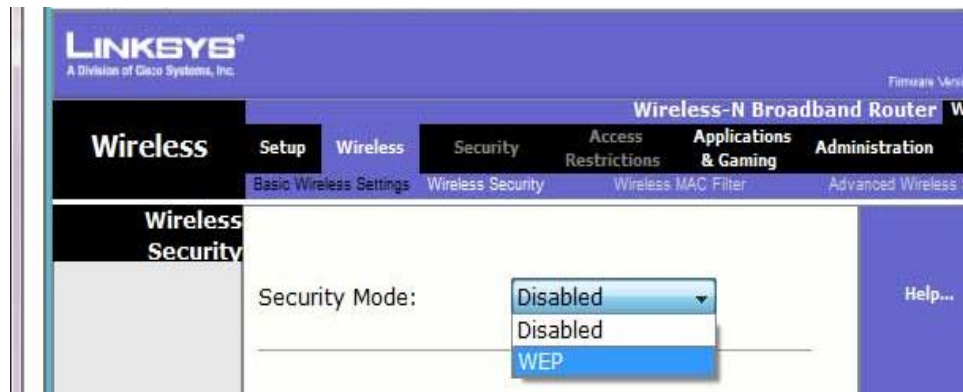 LINKSYS®
A Division of Cisco Systems, Inc.
Firmware
Wireless-N Broadband Router
Wireless
Setup Wireless Security Access Restrictions Applications & Gaming Administration
Basic Wireless Settings Wireless Security Wireless MAC Filter Advanced Wireless
Wireless
Security
Security Mode: Disabled
Help...
Disabled
WEP